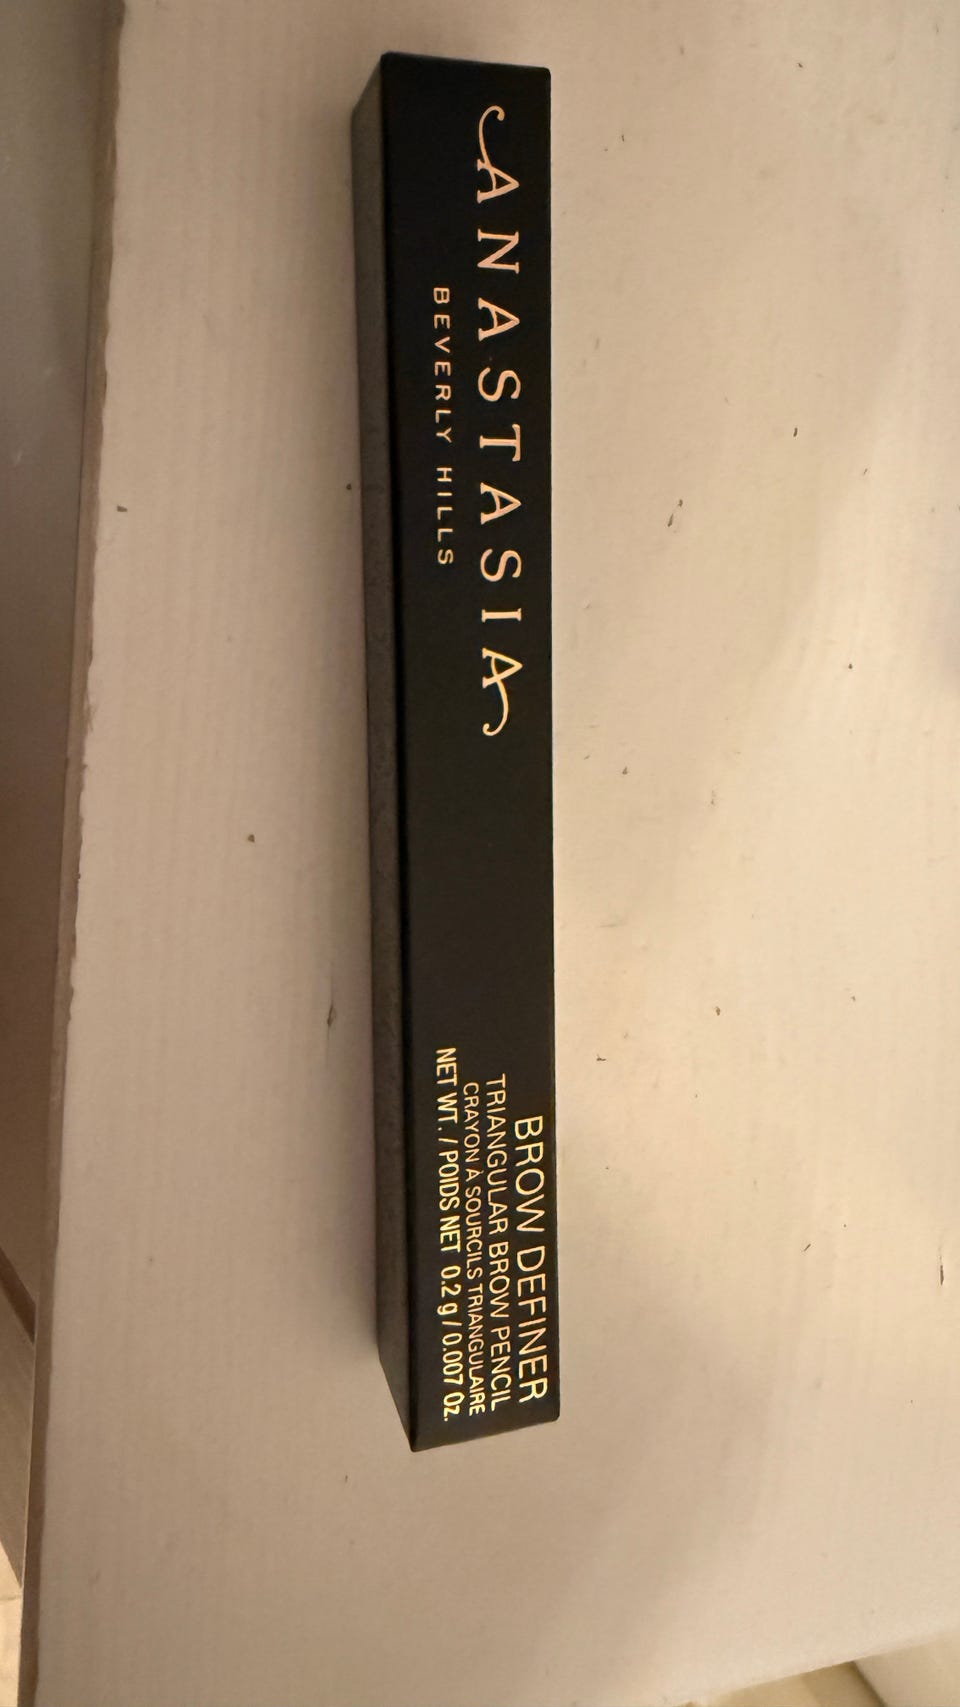 ANASTASIA
BEVERLY HILLS
BROW DEFINER
TRIANGULAR BROW PENCIL
CRAYON À SOURCILS TRIANGULAIRE
NET WT. / POIDS NET 0.2 g / 0.007 Oz.